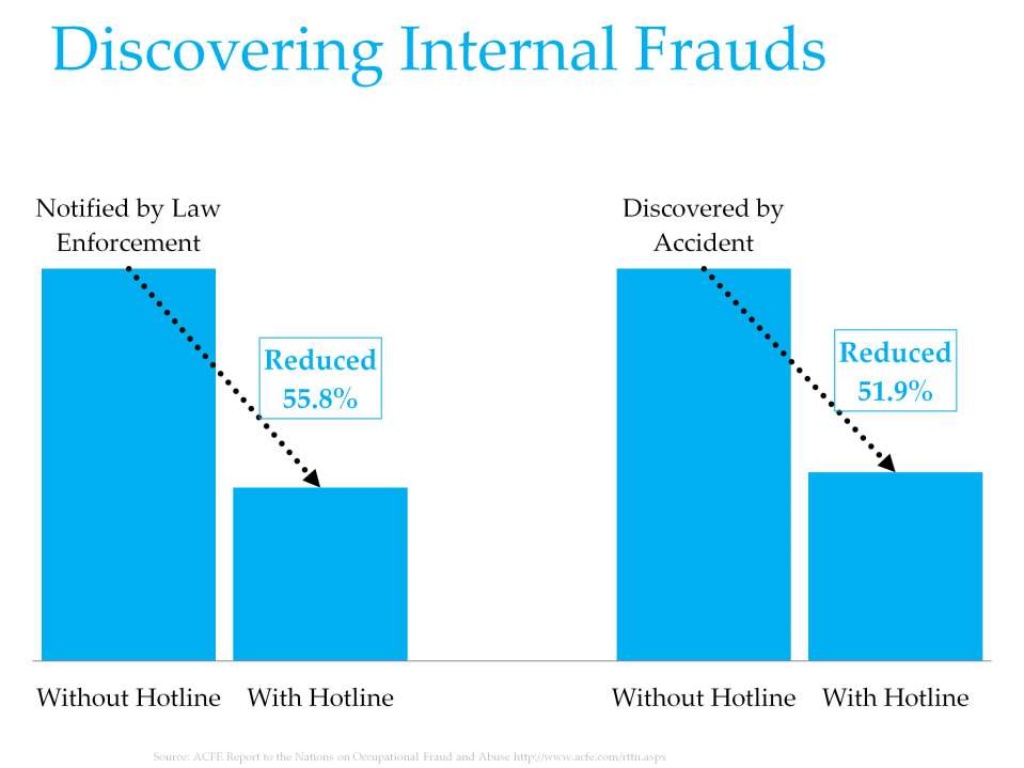 Discovering Internal Frauds
Notified by Law
Enforcement
Reduced
55.8%
Without Hotline
With Hotline
Discovered by
Accident
Reduced
51.9%
Without Hotline
With Hotline
Source: ACFE Report to the Nations on Occupational Fraud and Abuse http://www.acfe.com/rttn.aspx